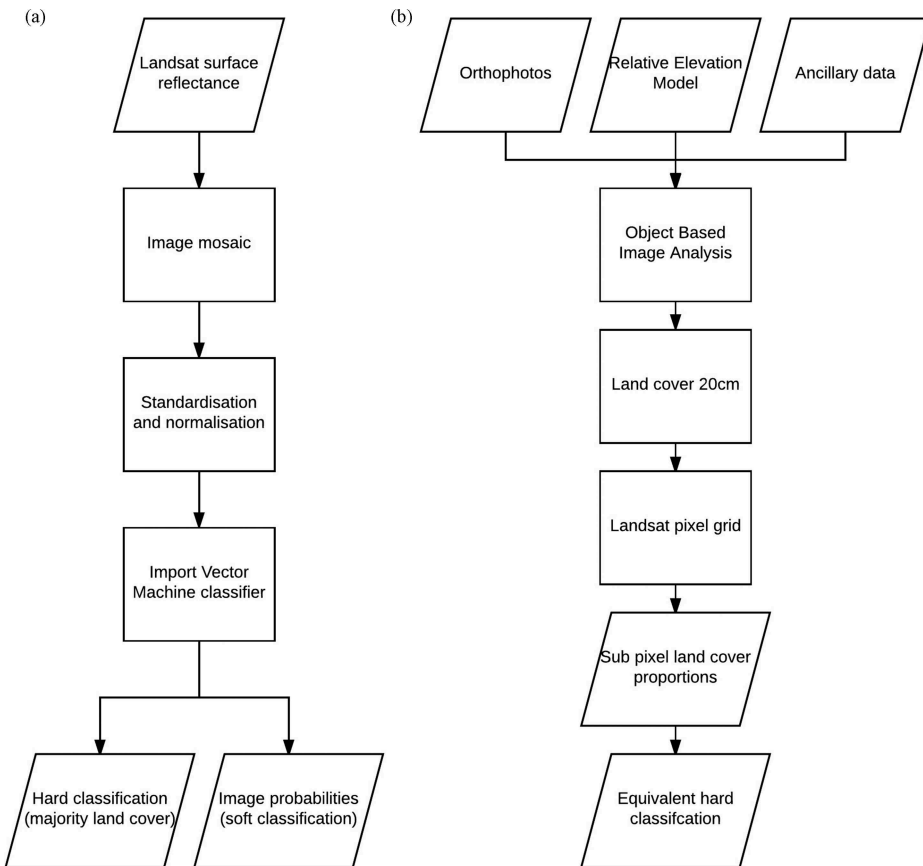 (a)
Landsat surface
reflectance
Image mosaic
Standardisation
and normalisation
Import Vector
Machine classifier
Hard classification
(majority land cover)
Image probabilities
(soft classification)
(b)
Orthophotos
Relative Elevation
Model
Ancillary data
Object Based
Image Analysis
Land cover 20cm
Landsat pixel grid
Sub pixel land cover
proportions
Equivalent hard
classifcation